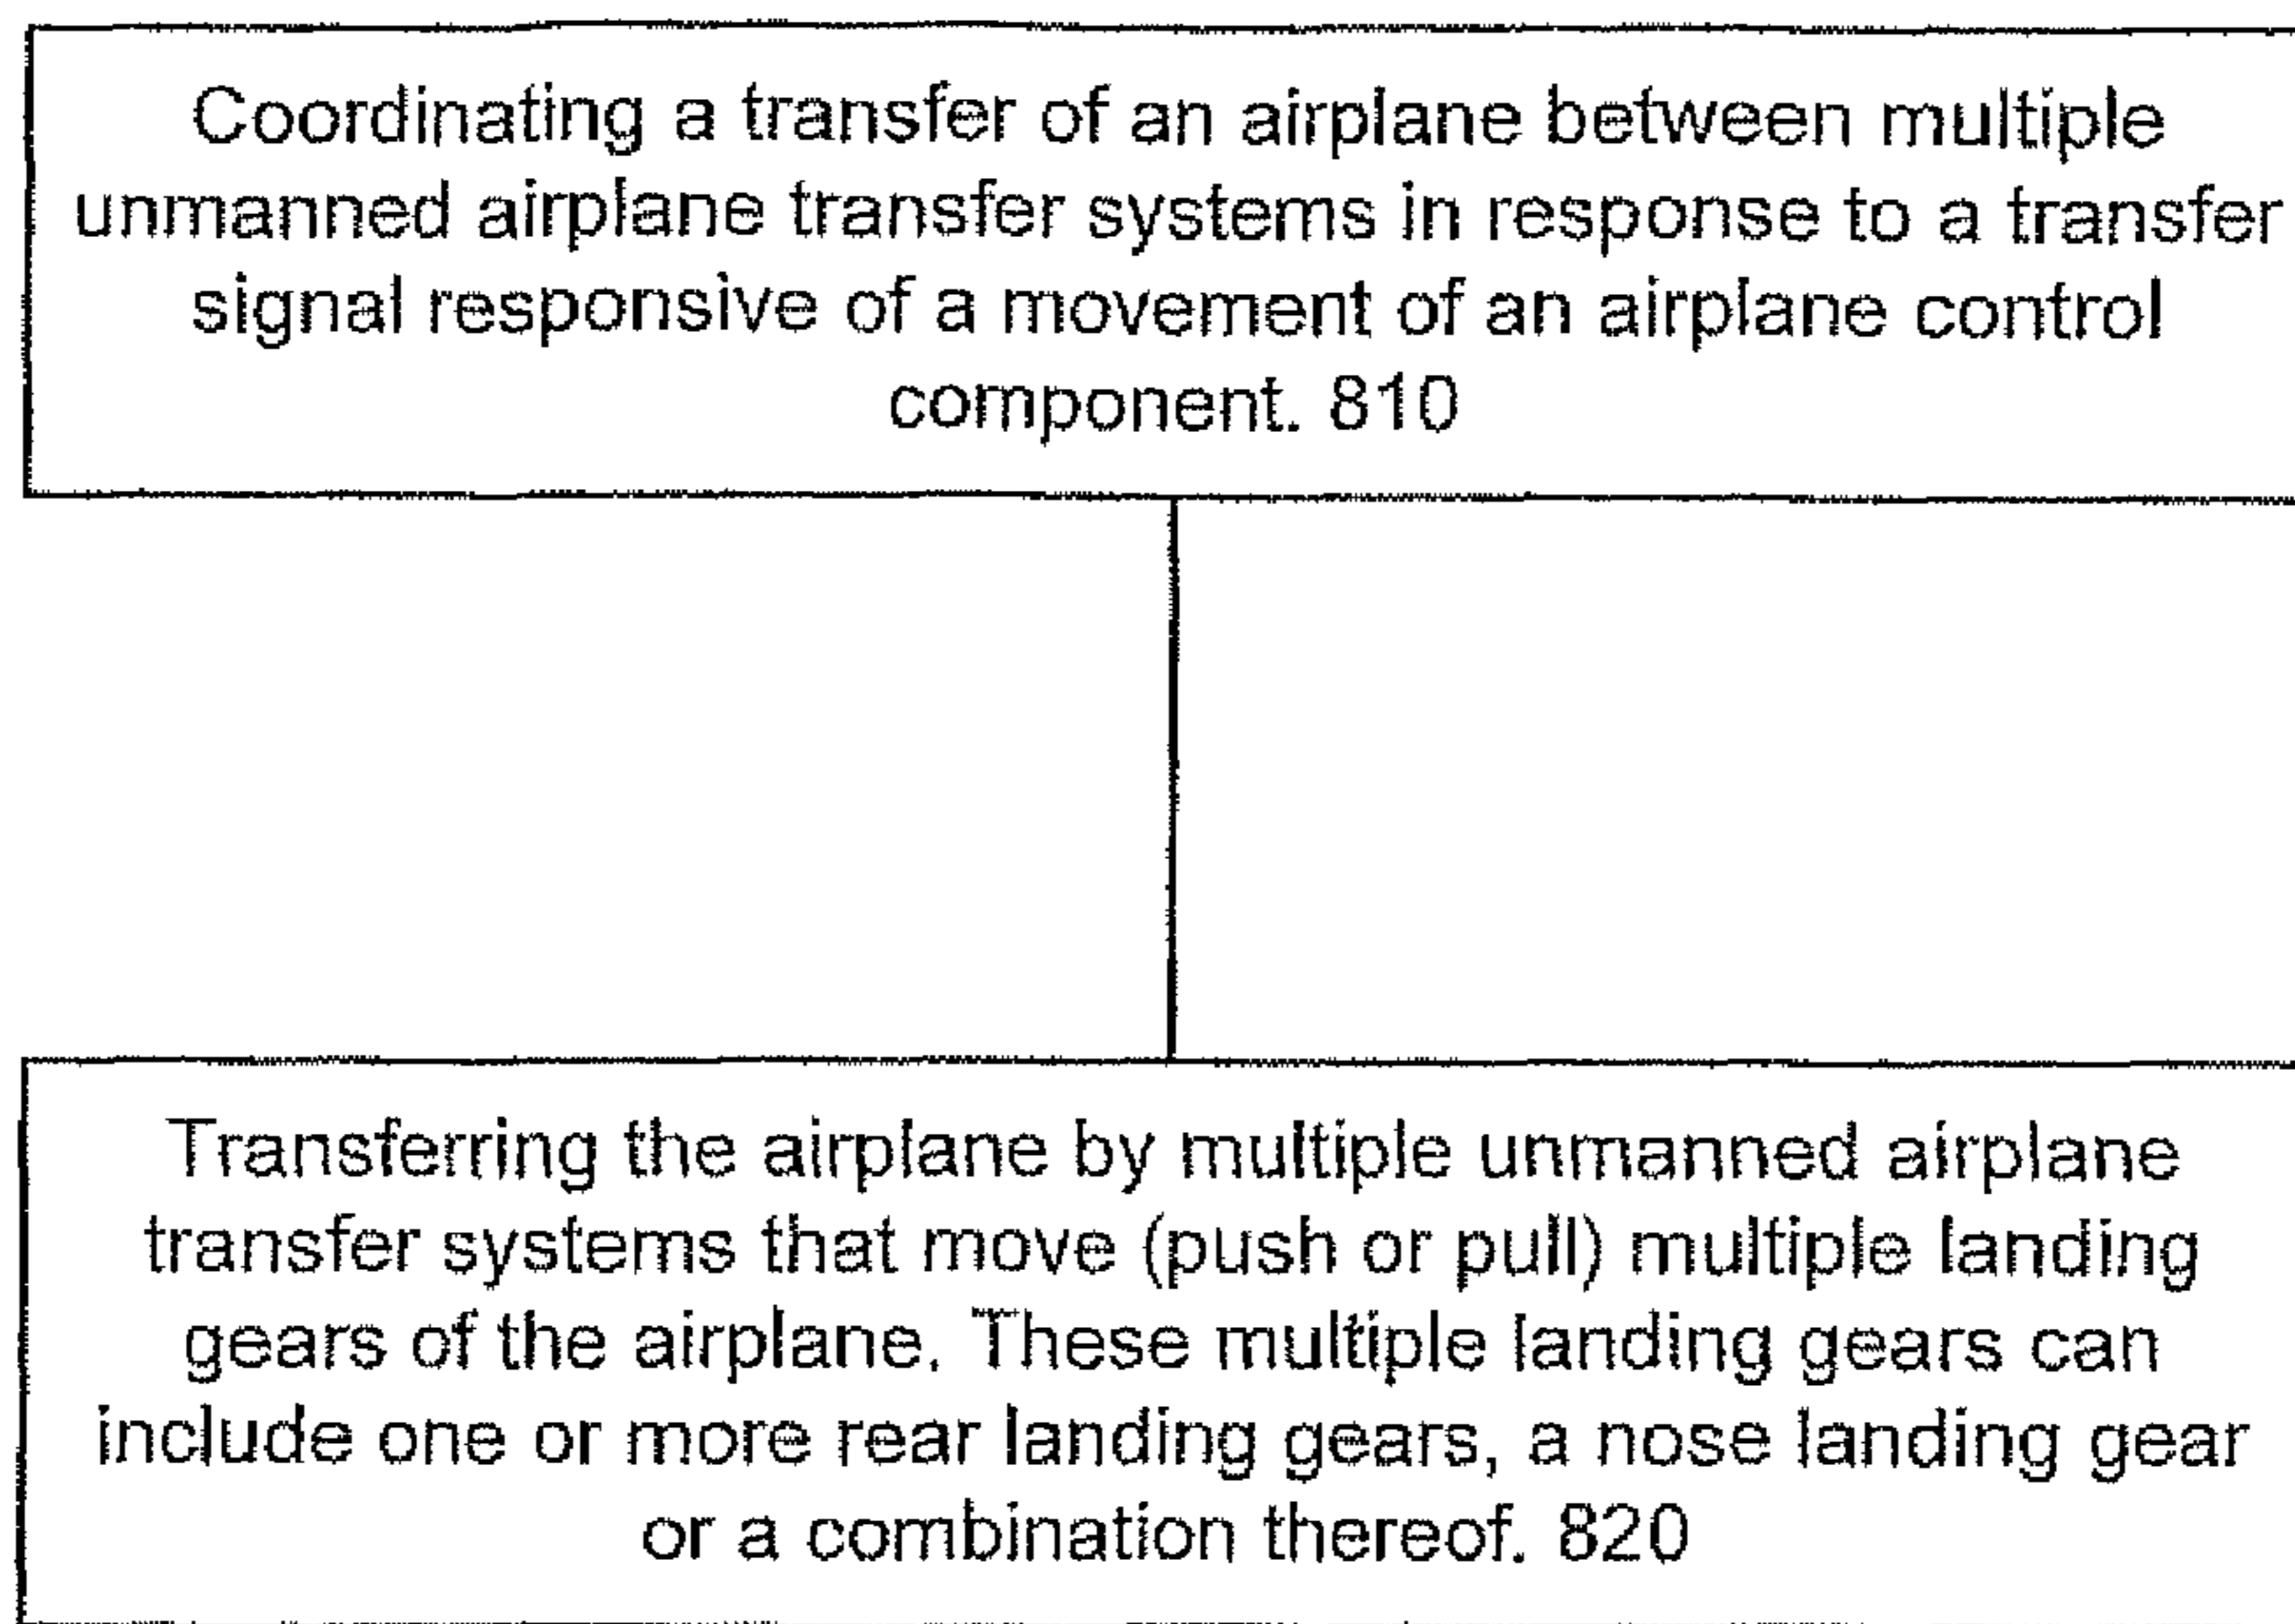 Coordinating a transfer of an airplane between multiple
unmanned airplane transfer systems in response to a transfer
signal responsive of a movement of an airplane control
component. 810
Transferring the airplane by multiple unmanned airplane
transfer systems that move (push or pull) multiple landing
gears of the airplane. These multiple landing gears can
include one or more rear landing gears, a nose landing gear
or a combination thereof. 820